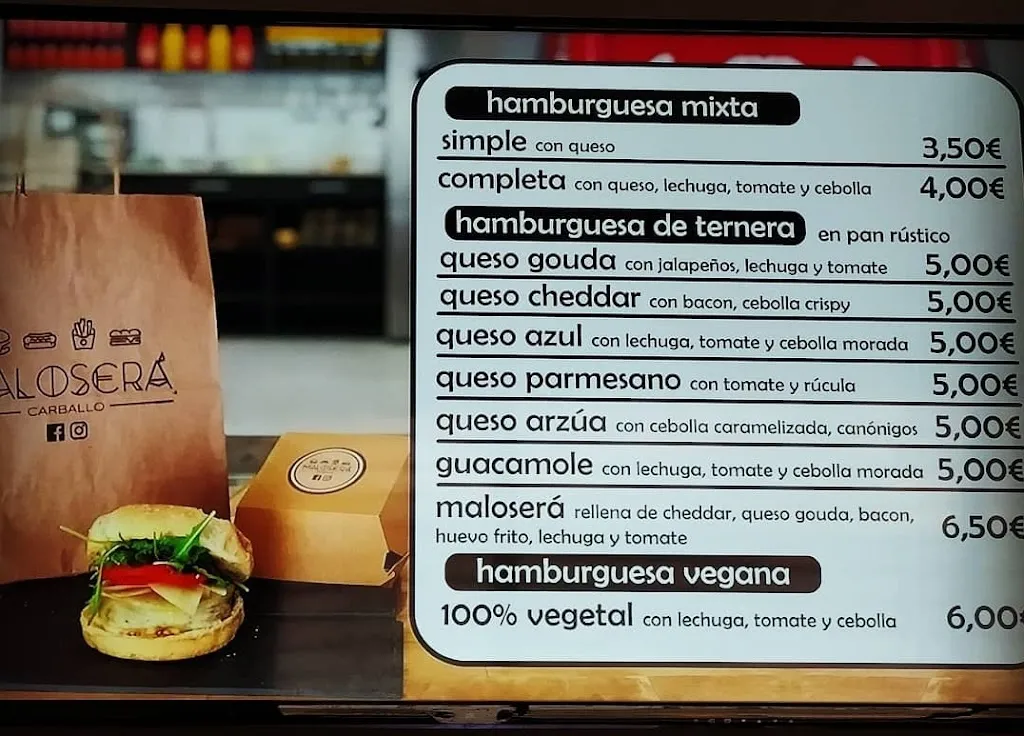 hamburguesa mixta
simple con queso 3,50€
completa con queso, lechuga, tomate y cebolla 4,00€
hamburguesa de ternera en pan rústico
queso gouda con jalapeños, lechuga y tomate 5,00€
queso cheddar con bacon, cebolla crispy 5,00€
queso azul con lechuga, tomate y cebolla morada 5,00€
queso parmesano con tomate y rúcula 5,00€
queso arzúa con cebolla caramelizada, canónigos 5,00€
guacamole con lechuga, tomate y cebolla morada 5,00€
maloserá rellena de cheddar, queso gouda, bacon, 6,50€
huevo frito, lechuga y tomate
hamburguesa vegana
100% vegetal con lechuga, tomate y cebolla 6,00€
ALOSERÁ
CARBALLO
MALOSERÁ